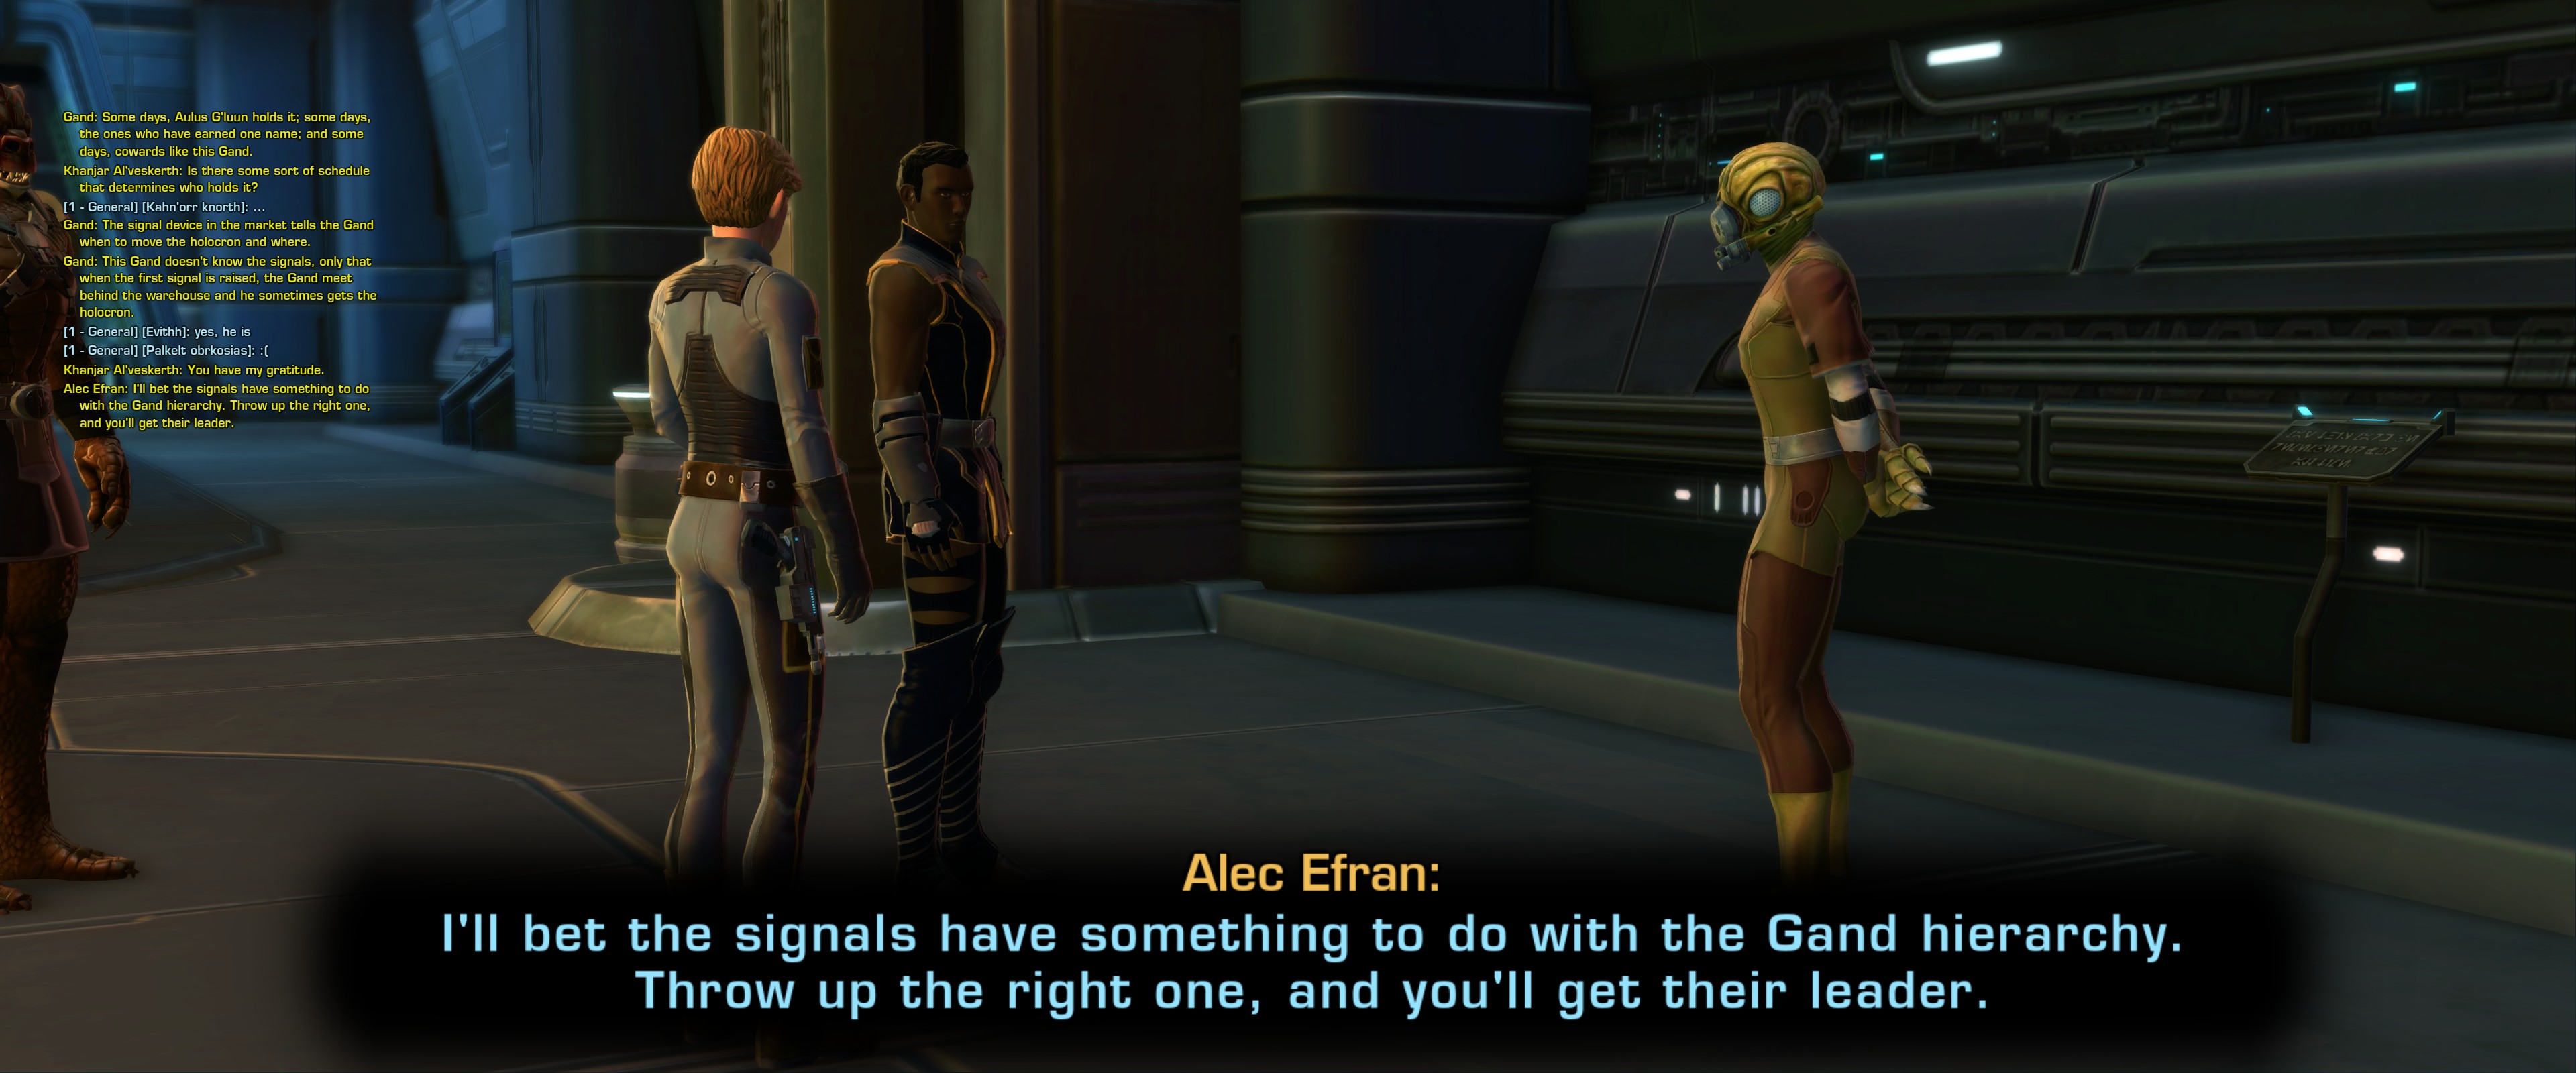 Gand: Some days, Aulus G'luun holds it; some days,
the ones who have earned one name; and some
days, cowards like this Gand.
Khanjar Al'veskerth: Is there some sort of schedule
that determines who holds it?
[1 - General] [Kahn'orr knorth]: ...
Gand: The signal device in the market tells the Gand
when to move the holocron and where.
Gand: This Gand doesn't know the signals, only that
when the first signal is raised, the Gand meet
behind the warehouse and he sometimes gets the
holocron.
[1 - General] [Evithh]: yes, he is
[1 - General] [Palkelt obrkosias]: :(
Khanjar Al'veskerth: You have my gratitude.
Alec Efran: I'll bet the signals have something to do
with the Gand hierarchy. Throw up the right one,
and you'll get their leader.
Alec Efran:
I'll bet the signals have something to do with the Gand hierarchy.
Throw up the right one, and you'll get their leader.